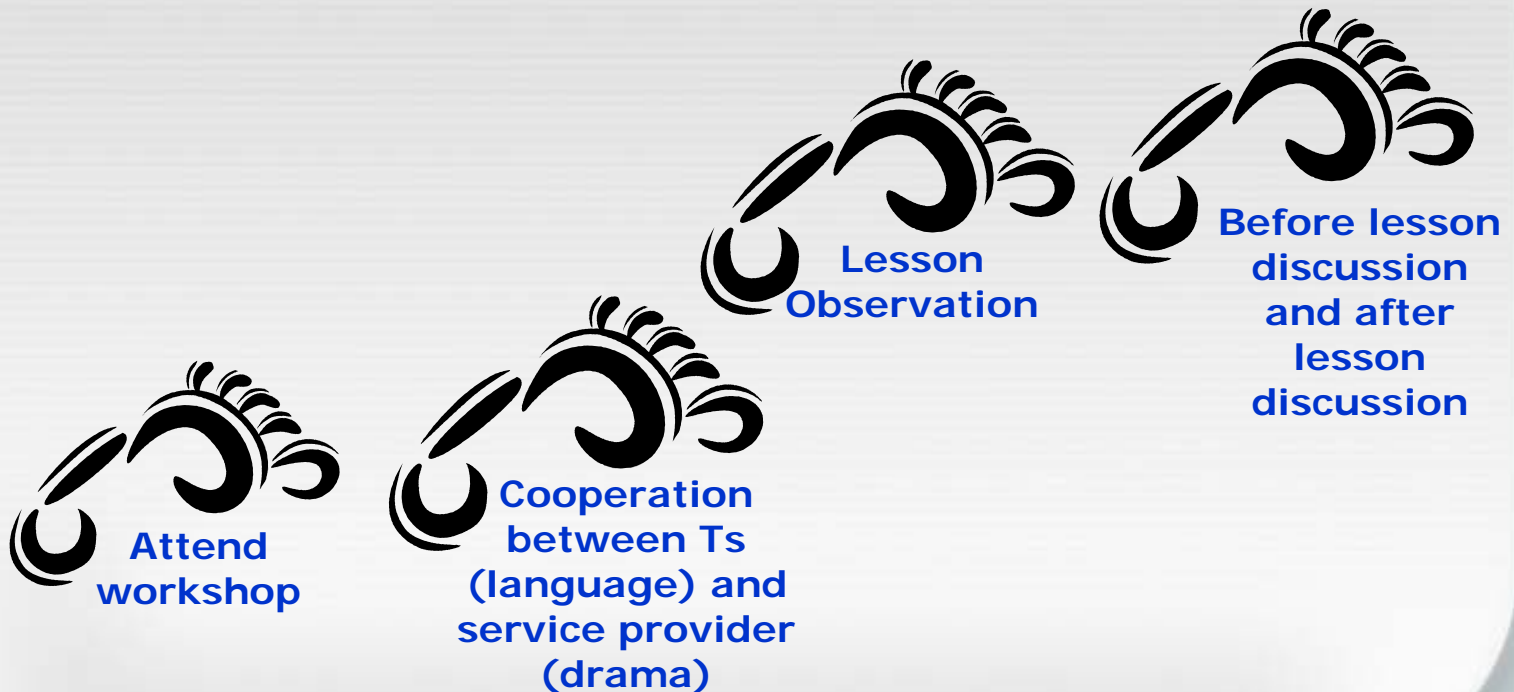 Attend
workshop
Cooperation
between Ts
(language) and
service provider
(drama)
Lesson
Observation
Before lesson
discussion
and after
lesson
discussion